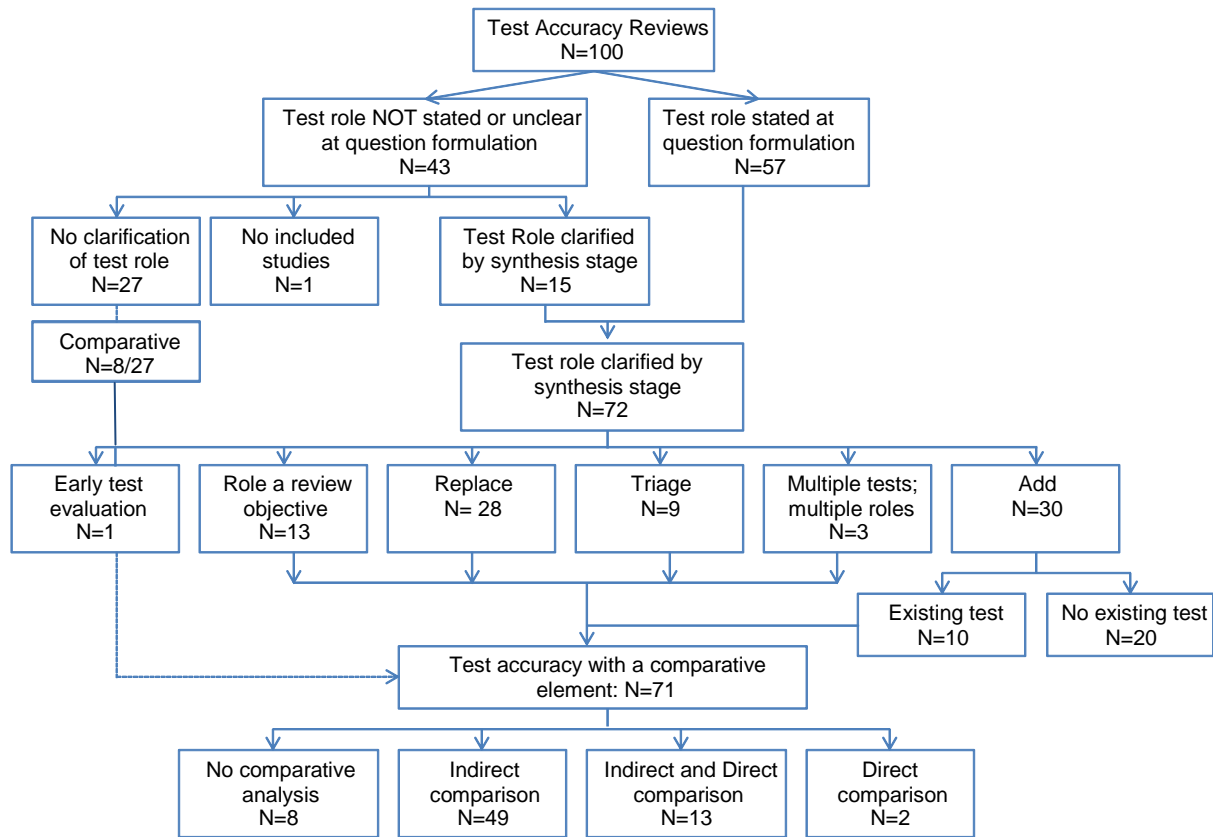 Test Accuracy Reviews
N=100
Test role NOT stated or unclear
at question formulation
N=43
Test role stated at
question formulation
N=57
No clarification
of test role
N=27
No included
studies
N=1
Test Role clarified
by synthesis stage
N=15
Comparative
N=8/27
Test role clarified by
synthesis stage
N=72
Early test
evaluation
N=1
Role a review
objective
N=13
Replace
N= 28
Triage
N=9
Multiple tests;
multiple roles
N=3
Add
N=30
Existing test
N=10
No existing test
N=20
Test accuracy with a comparative
element: N=71
No comparative
analysis
N=8
Indirect
comparison
N=49
Indirect and Direct
comparison
N=13
Direct
comparison
N=2